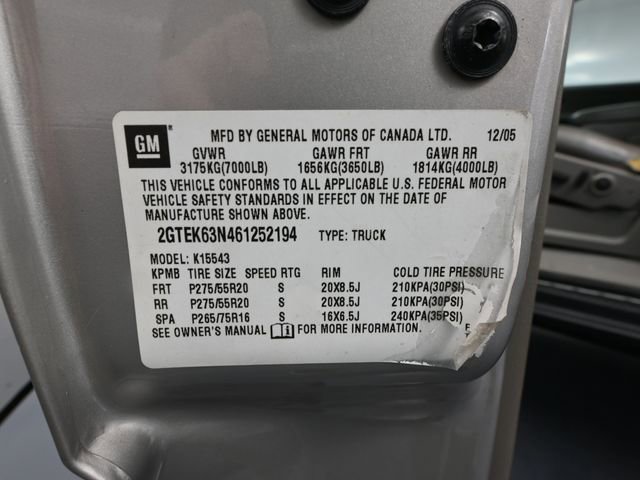 GM
MFD BY GENERAL MOTORS OF CANADA LTD. 12/05
GVWR GAWR FRT GAWR RR
3175KG(7000LB) 1656KG(3650LB) 1814KG(4000LB)
THIS VEHICLE CONFORMS TO ALL APPLICABLE U.S. FEDERAL MOTOR
VEHICLE SAFETY STANDARDS IN EFFECT ON THE DATE OF
MANUFACTURE SHOWN ABOVE.
2GTEK63N461252194 TYPE: TRUCK
MODEL: K15543
KPMB TIRE SIZE SPEED RTG RIM COLD TIRE PRESSURE
FRT P275/55R20 S 20X8.5J 210KPA(30PSI)
RR P275/55R20 S 20X8.5J 210KPA(30PSI)
SPA P265/75R16 S 16X6.5J 240KPA(35PSI)
SEE OWNER'S MANUAL FOR MORE INFORMATION.